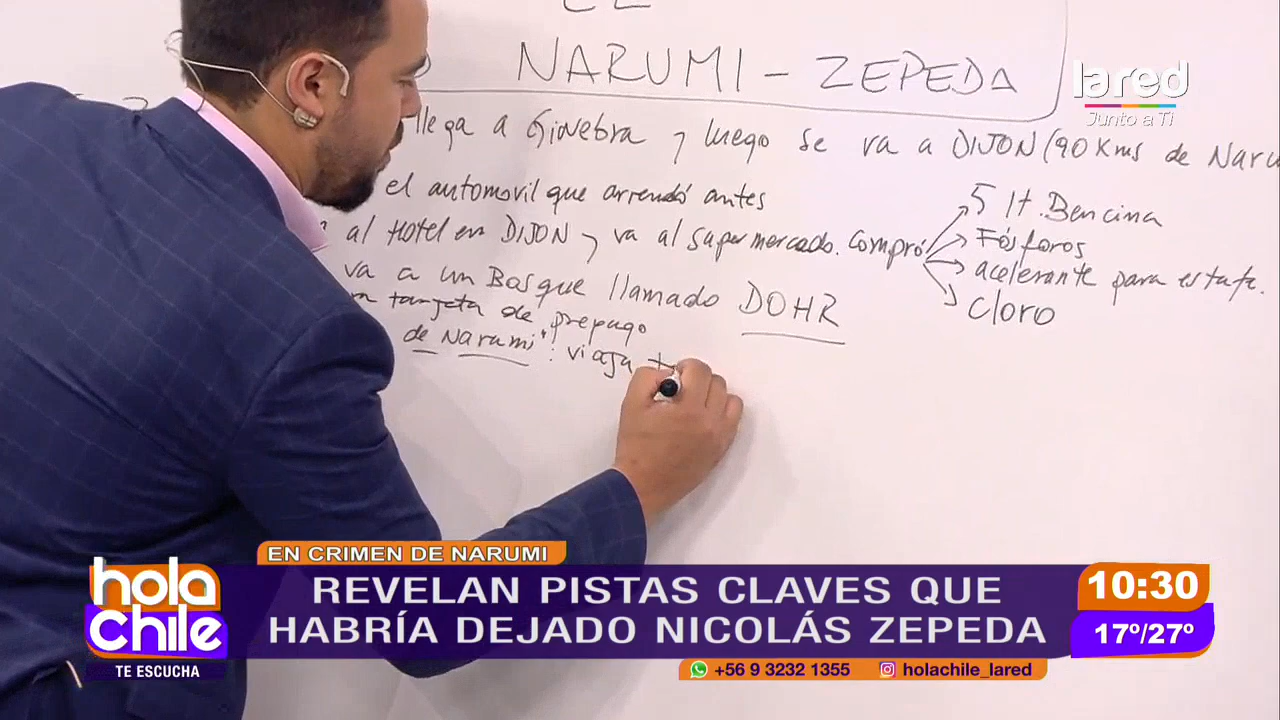 NARUMI - ZEPEDA
lared
Junto a Ti
llega a Ginebra y luego se va a DIJON (90 Kms de Naru
el automovil que arrendó antes
5 lt. Bencina
al Hotel en DIJON y va al supermercado. Compró
Fósforos
acelerante para estufa.
va a un Bosque llamado DOHR
Cloro
tarjeta de prepago
de Narumi": viaja
EN CRIMEN DE NARUMI
hola chile
TE ESCUCHA
REVELAN PISTAS CLAVES QUE
HABRÍA DEJADO NICOLÁS ZEPEDA
10:30
17º/27º
+56 9 3232 1355
holachile_lared